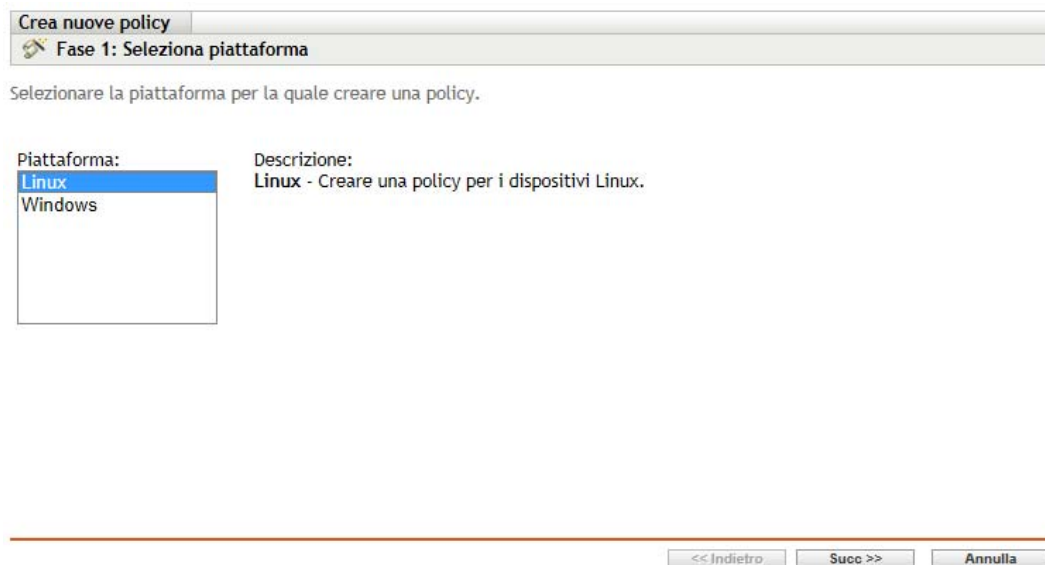 Crea nuove policy
Fase 1: Seleziona piattaforma
Selezionare la piattaforma per la quale creare una policy.
Piattaforma:
Linux
Windows
Descrizione:
Linux - Creare una policy per i dispositivi Linux.
<< Indietro
Succ >>
Annulla